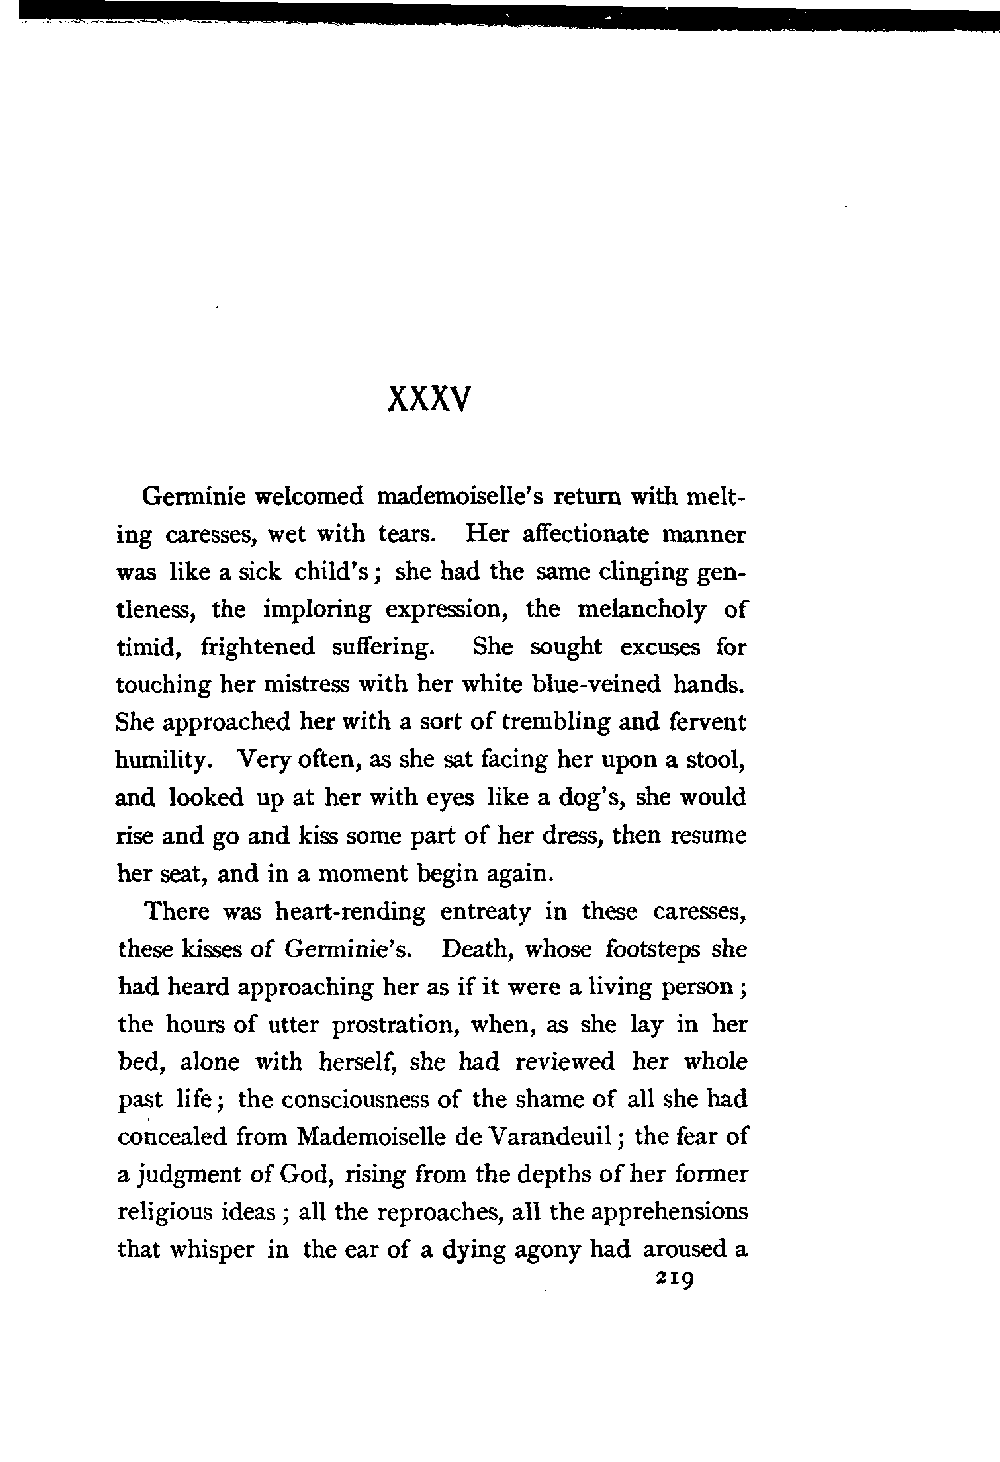 XXXV
Germinie welcomed mademoiselle's return with melt-
ing caresses, wet with tears. Her affectionate manner
was like a sick child's; she had the same clinging gen-
tleness, the imploring expression, the melancholy of
timid, frightened suffering. She sought excuses for
touching her mistress with her white blue-veined hands.
She approached her with a sort of trembling and fervent
humility. Very often, as she sat facing her upon a stool,
and looked up at her with eyes like a dog's, she would
rise and go and kiss some part of her dress, then resume
her seat, and in a moment begin again.
There was heart-rending entreaty in these caresses,
these kisses of Germinie's. Death, whose footsteps she
had heard approaching her as if it were a living person;
the hours of utter prostration, when, as she lay in her
bed, alone with herself, she had reviewed her whole
past life; the consciousness of the shame of all she had
concealed from Mademoiselle de Varandeuil; the fear of
a judgment of God, rising from the depths of her former
religious ideas; all the reproaches, all the apprehensions
that whisper in the ear of a dying agony had aroused a
219